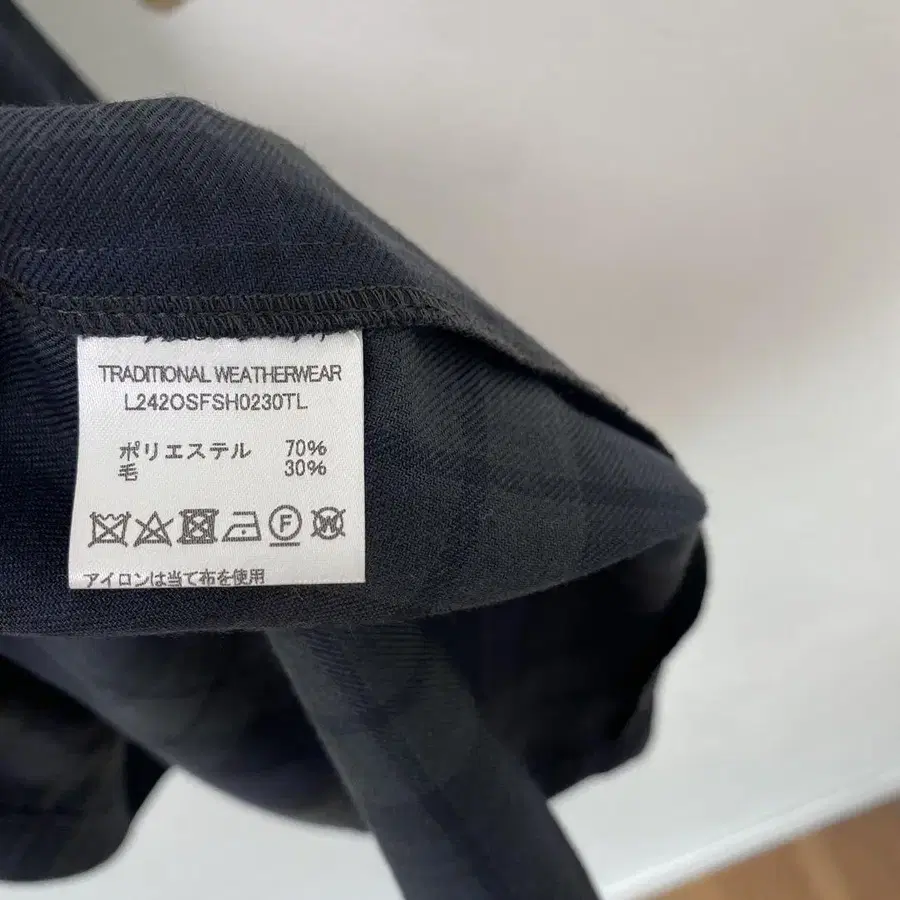 TRADITIONAL WEATHERWEAR
L242OSFSH0230TL
ポリエステル 70%
毛 30%
F W
アイロンは当て布を使用